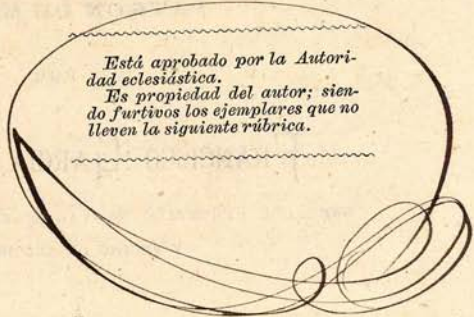 Está aprobado por la Autori-
dad eclesiástica.
Es propiedad del autor; sien-
do furtivos los ejemplares que no
lleven la siguiente rúbrica.